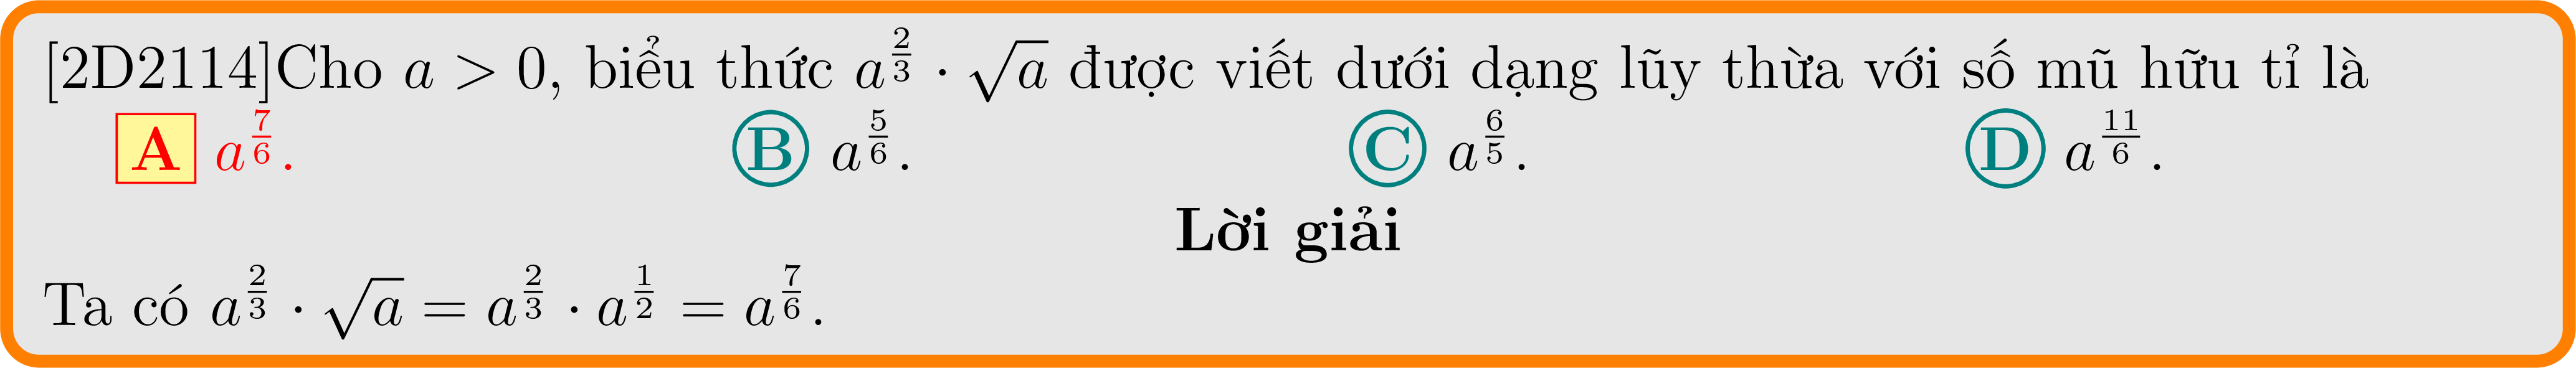 [2D2114]Cho $a > 0$, biểu thức $a^{\frac{2}{3}} \cdot \sqrt{a}$ được viết dưới dạng lũy thừa với số mũ hữu tỉ là
A $a^{\frac{7}{6}}$. B $a^{\frac{5}{6}}$. C $a^{\frac{6}{5}}$. D $a^{\frac{11}{6}}$.
Lời giải
Ta có $a^{\frac{2}{3}} \cdot \sqrt{a} = a^{\frac{2}{3}} \cdot a^{\frac{1}{2}} = a^{\frac{7}{6}}$.